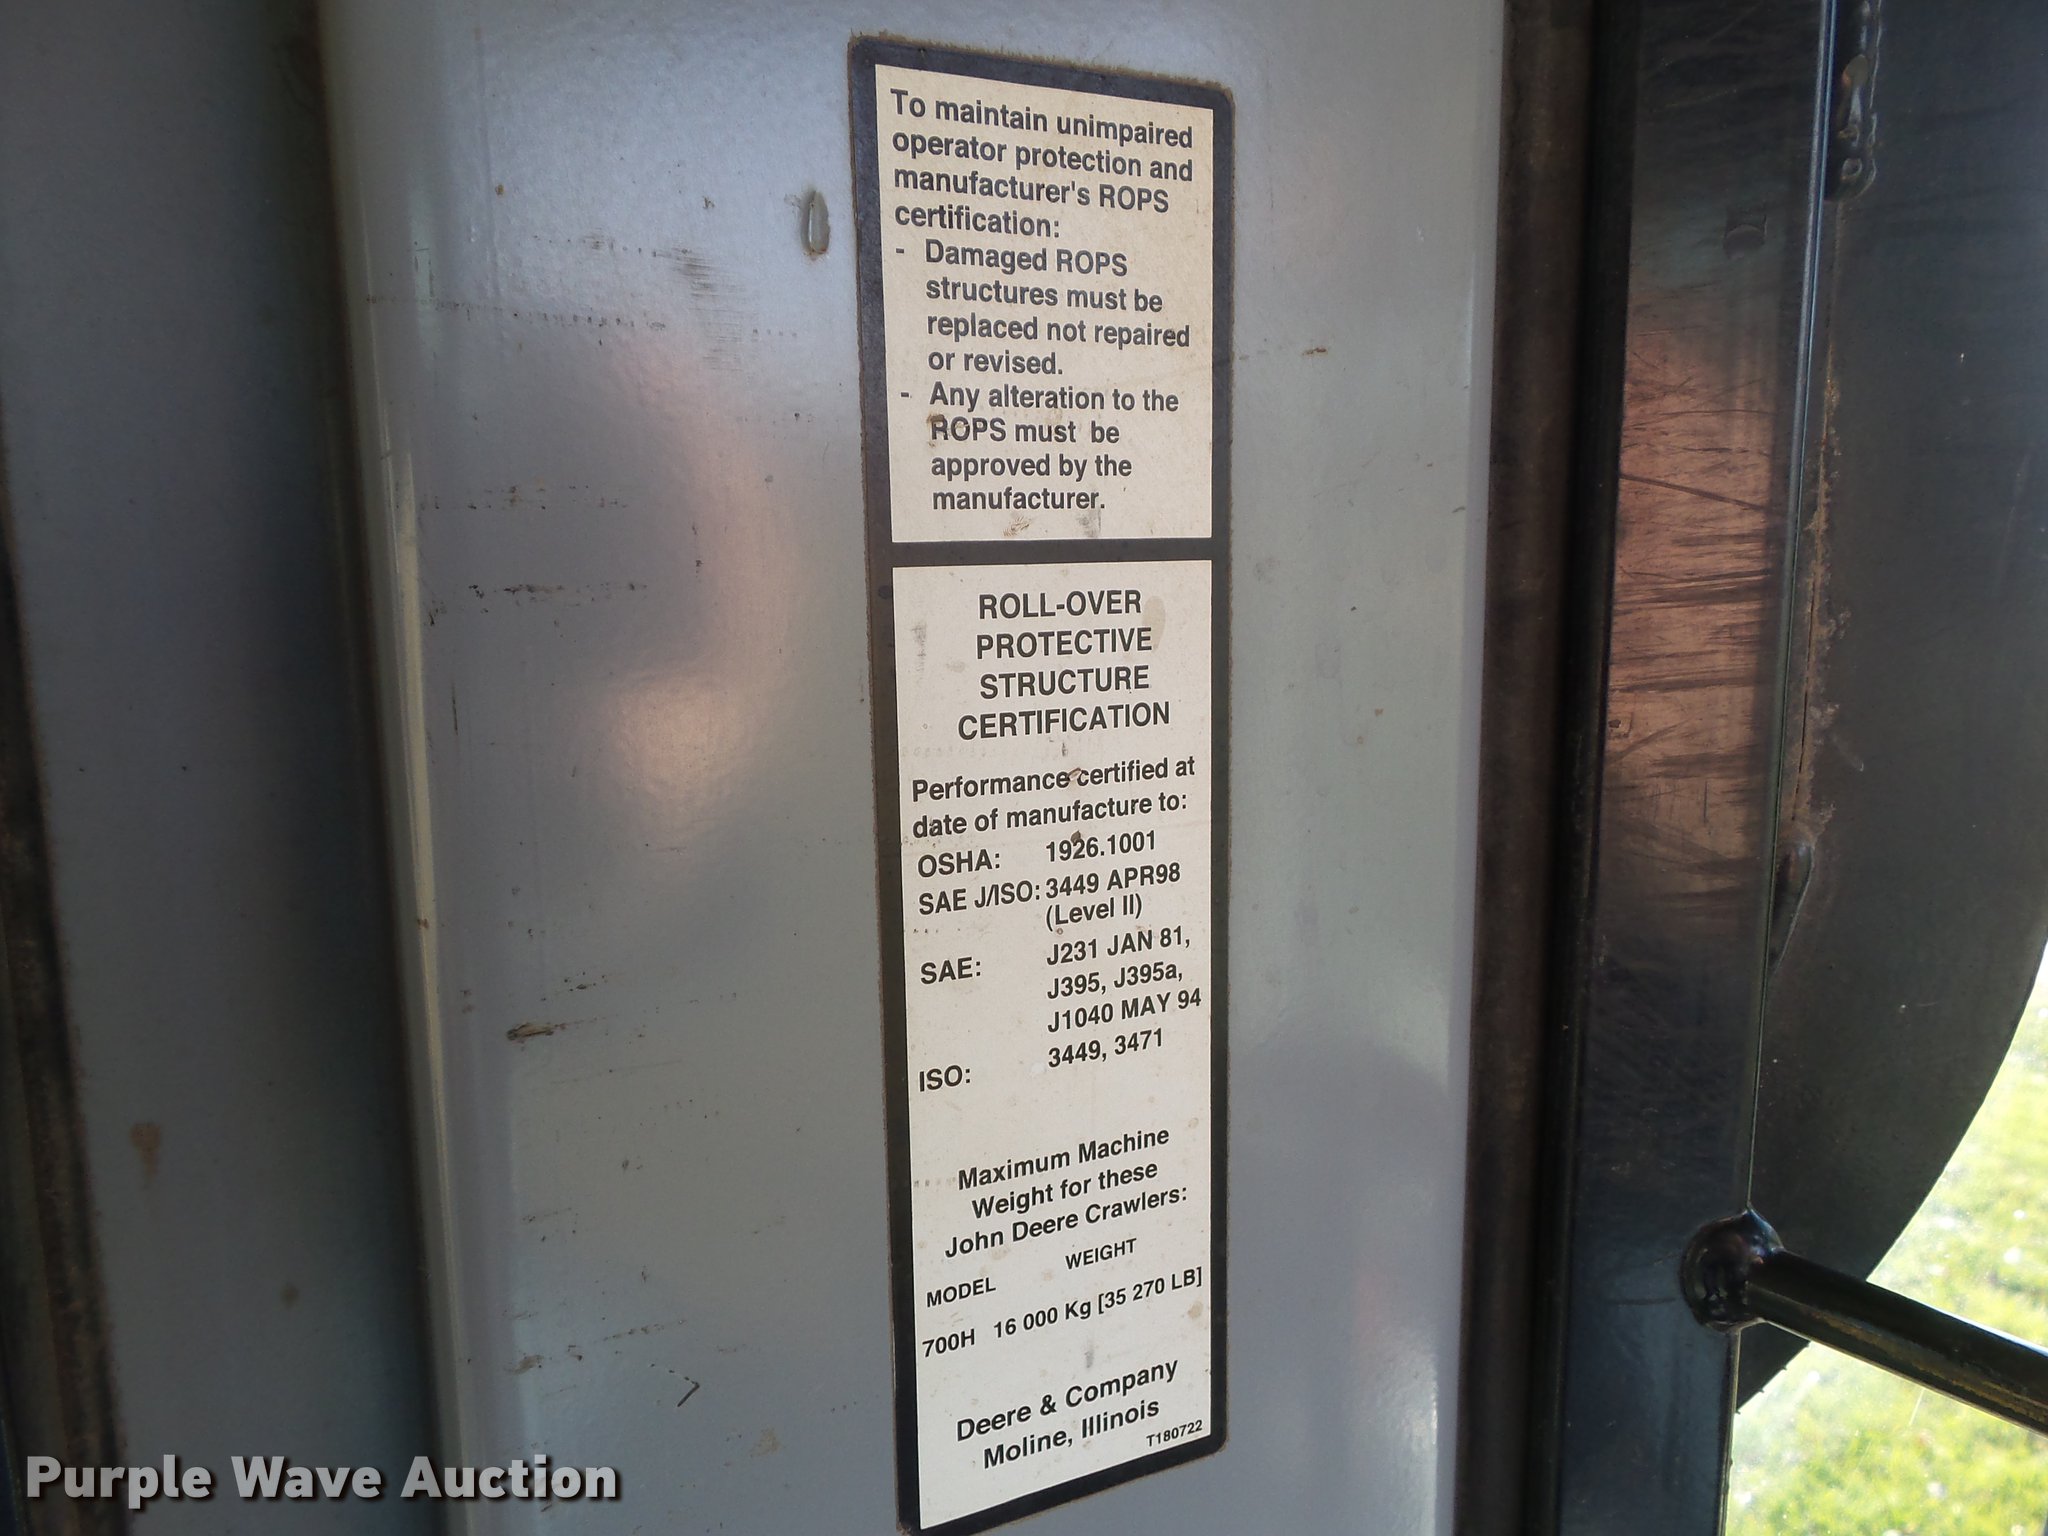 To maintain unimpaired
operator protection and
manufacturer's ROPS
certification:
- Damaged ROPS
structures must be
replaced not repaired
or revised.
- Any alteration to the
ROPS must be
approved by the
manufacturer.
ROLL-OVER
PROTECTIVE
STRUCTURE
CERTIFICATION
Performance certified at
date of manufacture to:
OSHA: 1926.1001
SAE J/ISO: 3449 APR98
(Level II)
SAE: J231 JAN 81,
J395, J395a,
J1040 MAY 94
ISO: 3449, 3471
Maximum Machine
Weight for these
John Deere Crawlers:
MODEL WEIGHT
700H 16 000 Kg [35 270 LB]
Deere & Company
Moline, Illinois
T180722
Purple Wave Auction